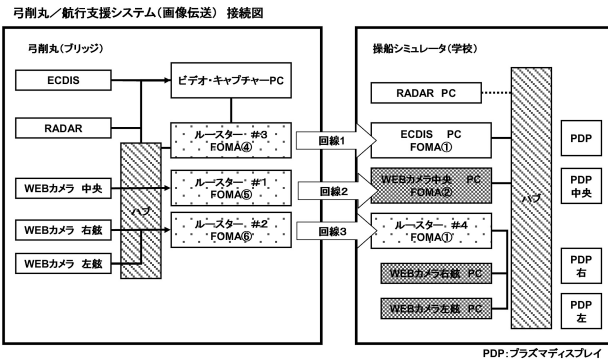 弓削丸／航行支援システム（画像伝送） 接続図
弓削丸（ブリッジ）
ECDIS
ビデオ・キャプチャーPC
RADAR
ルースター #3
FOMA④
WEBカメラ 中央
ルースター #1
FOMA⑤
ハブ
WEBカメラ 右舷
ルースター #2
FOMA⑥
WEBカメラ 左舷
回線1
回線2
回線3
操船シミュレータ（学校）
RADAR PC
ECDIS PC
FOMA①
PDP
WEBカメラ中央 PC
FOMA②
PDP
中央
ハブ
ルースター #4
FOMA①
WEBカメラ右舷 PC
PDP
右
WEBカメラ左舷 PC
PDP
左
PDP：プラズマディスプレイ